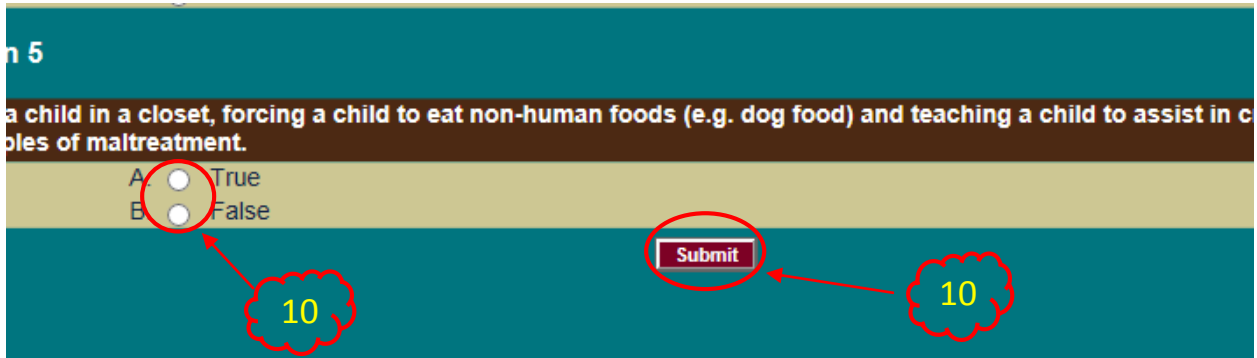 n 5
a child in a closet, forcing a child to eat non-human foods (e.g. dog food) and teaching a child to assist in c
ples of maltreatment.
A. True
B. False
Submit
10
10